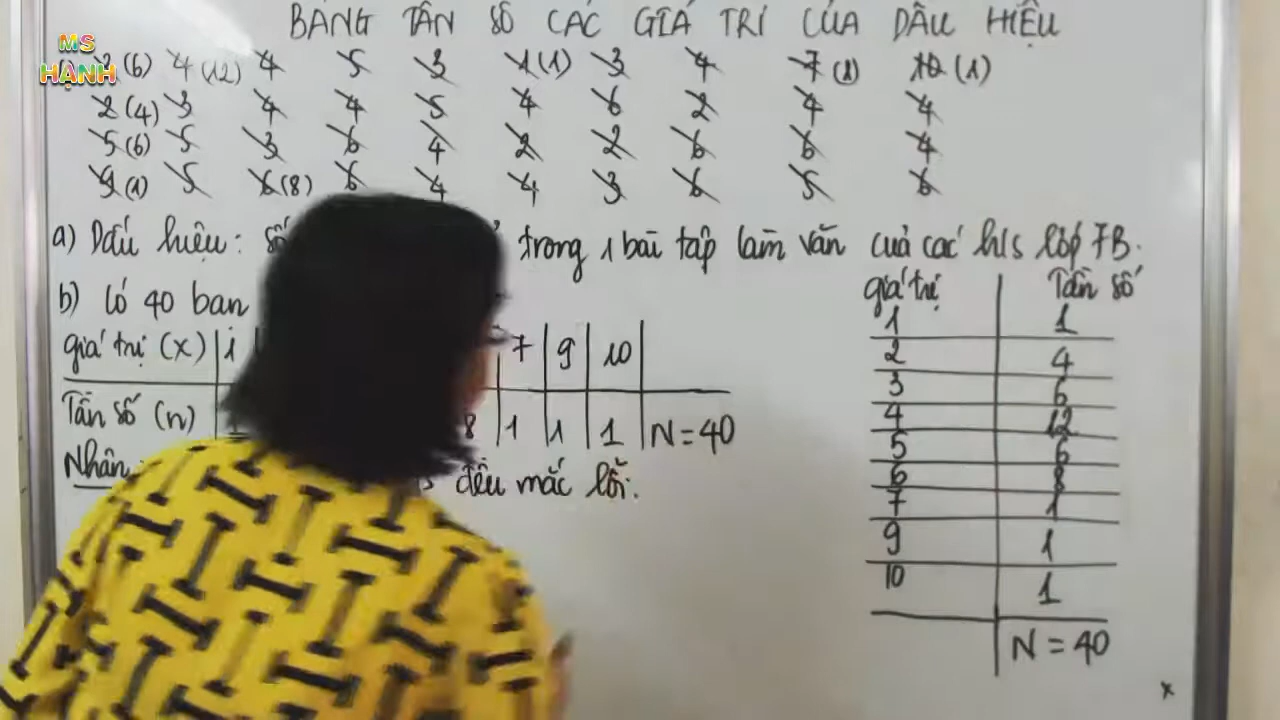 BẢNG TẦN SỐ CÁC GIÁ TRỊ CỦA DẤU HIỆU
MS HẠNH
(6) 4 (12) 4 5 3 1 (1) 3 4 7 (1) 10 (1)
2 (4) 3 4 4 5 4 6 2 4 4
5 (6) 5 3 6 4 2 2 6 6 4
9 (1) 5 6 (8) 6 4 4 3 6 5 6
a) Dấu hiệu: số trong 1 bài tập làm văn của các h/s lớp 7B.
b) Có 40 bạn
giá trị (x) 1 7 9 10
Tần số (n) 8 1 1 1 N = 40
Nhận đều mắc lỗi.
giá trị Tần số
1 1
2 4
3 6
4 12
5 6
6 8
7 1
9 1
10 1
N = 40
x